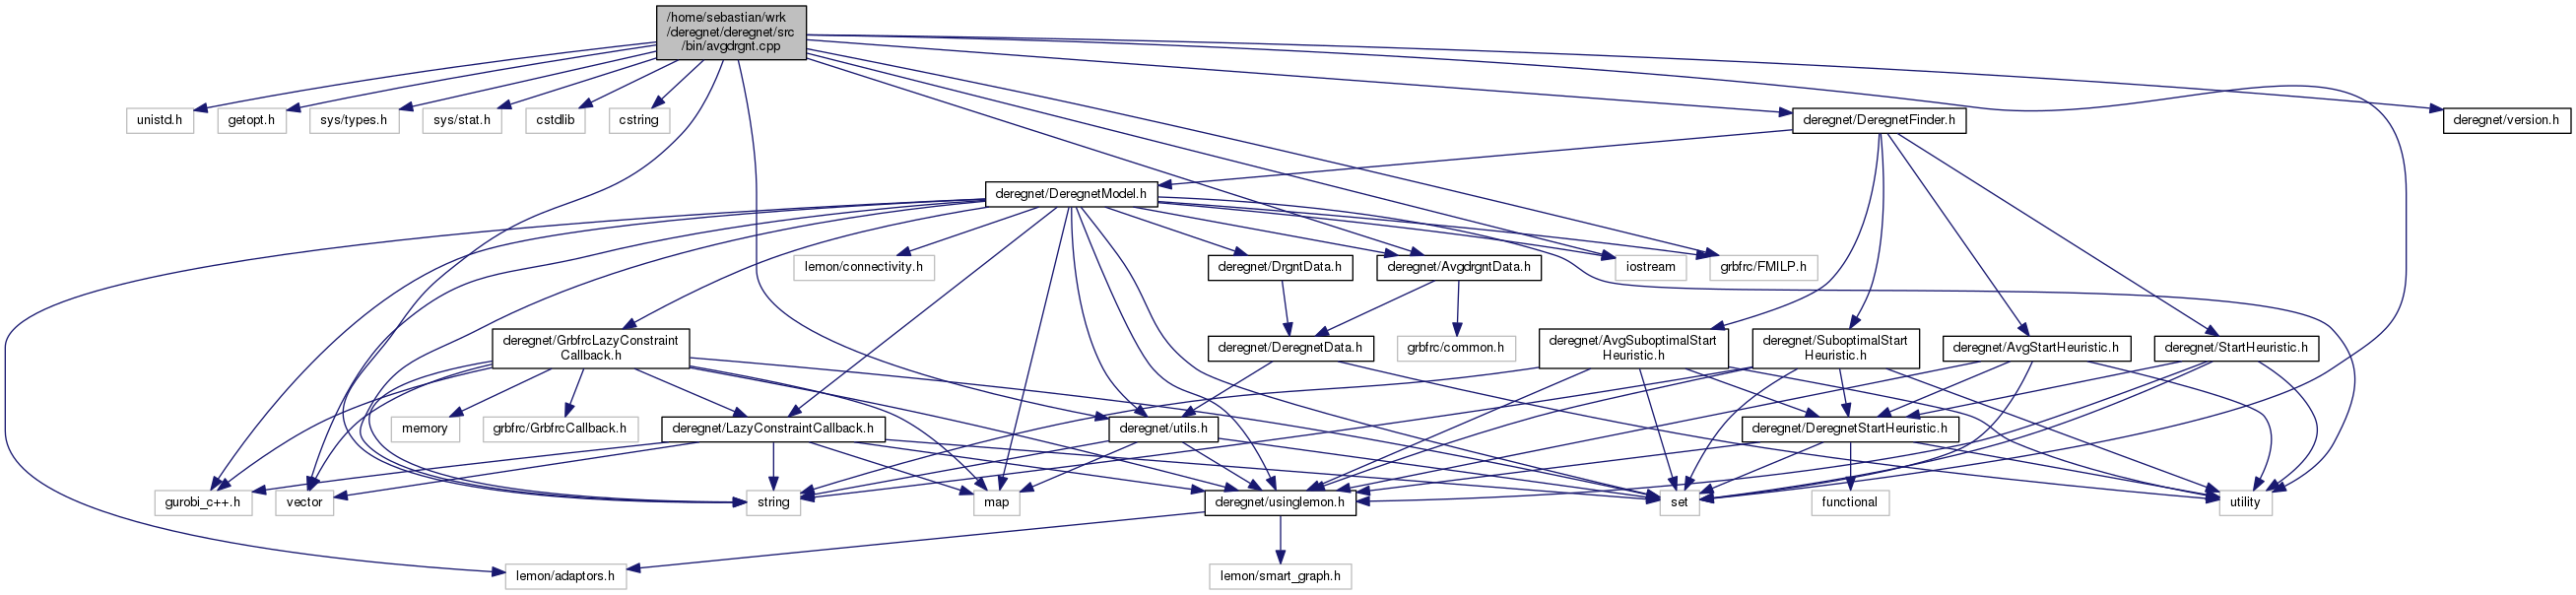 /home/sebastian/wrk
/deregnet/deregnet/src
/bin/avgdrgnt.cpp
unistd.h
getopt.h
sys/types.h
sys/stat.h
cstdlib
cstring
deregnet/DeregnetFinder.h
deregnet/version.h
deregnet/DeregnetModel.h
lemon/connectivity.h
deregnet/DrgntData.h
deregnet/AvgdrgntData.h
iostream
grbfrc/FMILP.h
deregnet/GrbfrcLazyConstraint
Callback.h
deregnet/DeregnetData.h
grbfrc/common.h
deregnet/AvgSuboptimalStart
Heuristic.h
deregnet/SuboptimalStart
Heuristic.h
deregnet/AvgStartHeuristic.h
deregnet/StartHeuristic.h
memory
grbfrc/GrbfrcCallback.h
deregnet/LazyConstraintCallback.h
deregnet/utils.h
deregnet/DeregnetStartHeuristic.h
gurobi_c++.h
vector
string
map
deregnet/usinglemon.h
set
functional
utility
lemon/adaptors.h
lemon/smart_graph.h